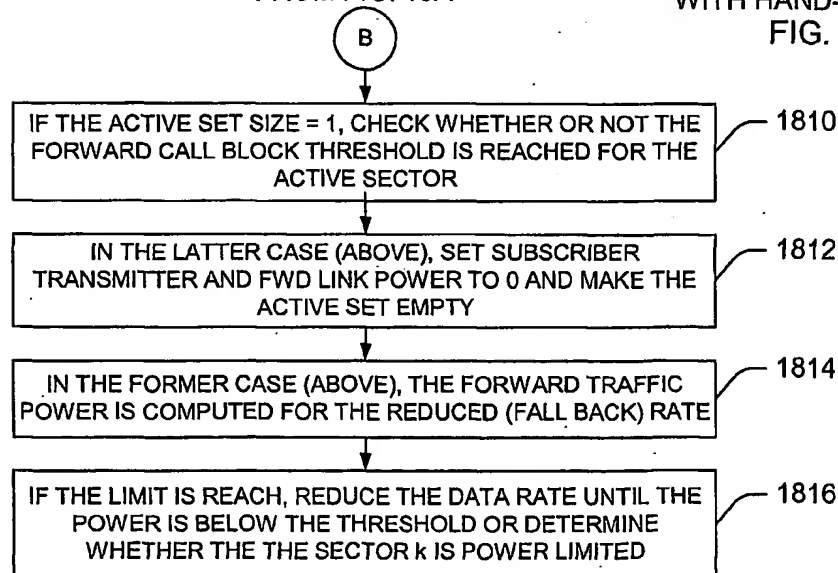 WITH HAND-
FIG.
B
IF THE ACTIVE SET SIZE = 1, CHECK WHETHER OR NOT THE
FORWARD CALL BLOCK THRESHOLD IS REACHED FOR THE
ACTIVE SECTOR
1810
IN THE LATTER CASE (ABOVE), SET SUBSCRIBER
TRANSMITTER AND FWD LINK POWER TO 0 AND MAKE THE
ACTIVE SET EMPTY
1812
IN THE FORMER CASE (ABOVE), THE FORWARD TRAFFIC
POWER IS COMPUTED FOR THE REDUCED (FALL BACK) RATE
1814
IF THE LIMIT IS REACH, REDUCE THE DATA RATE UNTIL THE
POWER IS BELOW THE THRESHOLD OR DETERMINE
WHETHER THE THE SECTOR k IS POWER LIMITED
1816